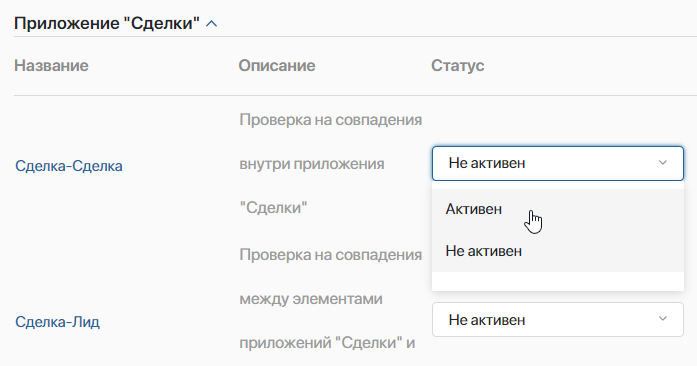 Приложение "Сделки"
Название Описание Статус
Проверка на совпадения
Сделка-Сделка внутри приложения Не активен
"Сделки" Активен
Проверка на совпадения Не активен
между элементами
Сделка-Лид Не активен
приложений "Сделки" и